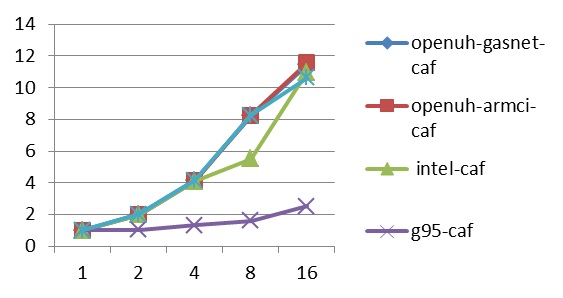 14
12
10
8
6
4
2
0
1 2 4 8 16
openuh-gasnet-
caf
openuh-armci-
caf
intel-caf
g95-caf